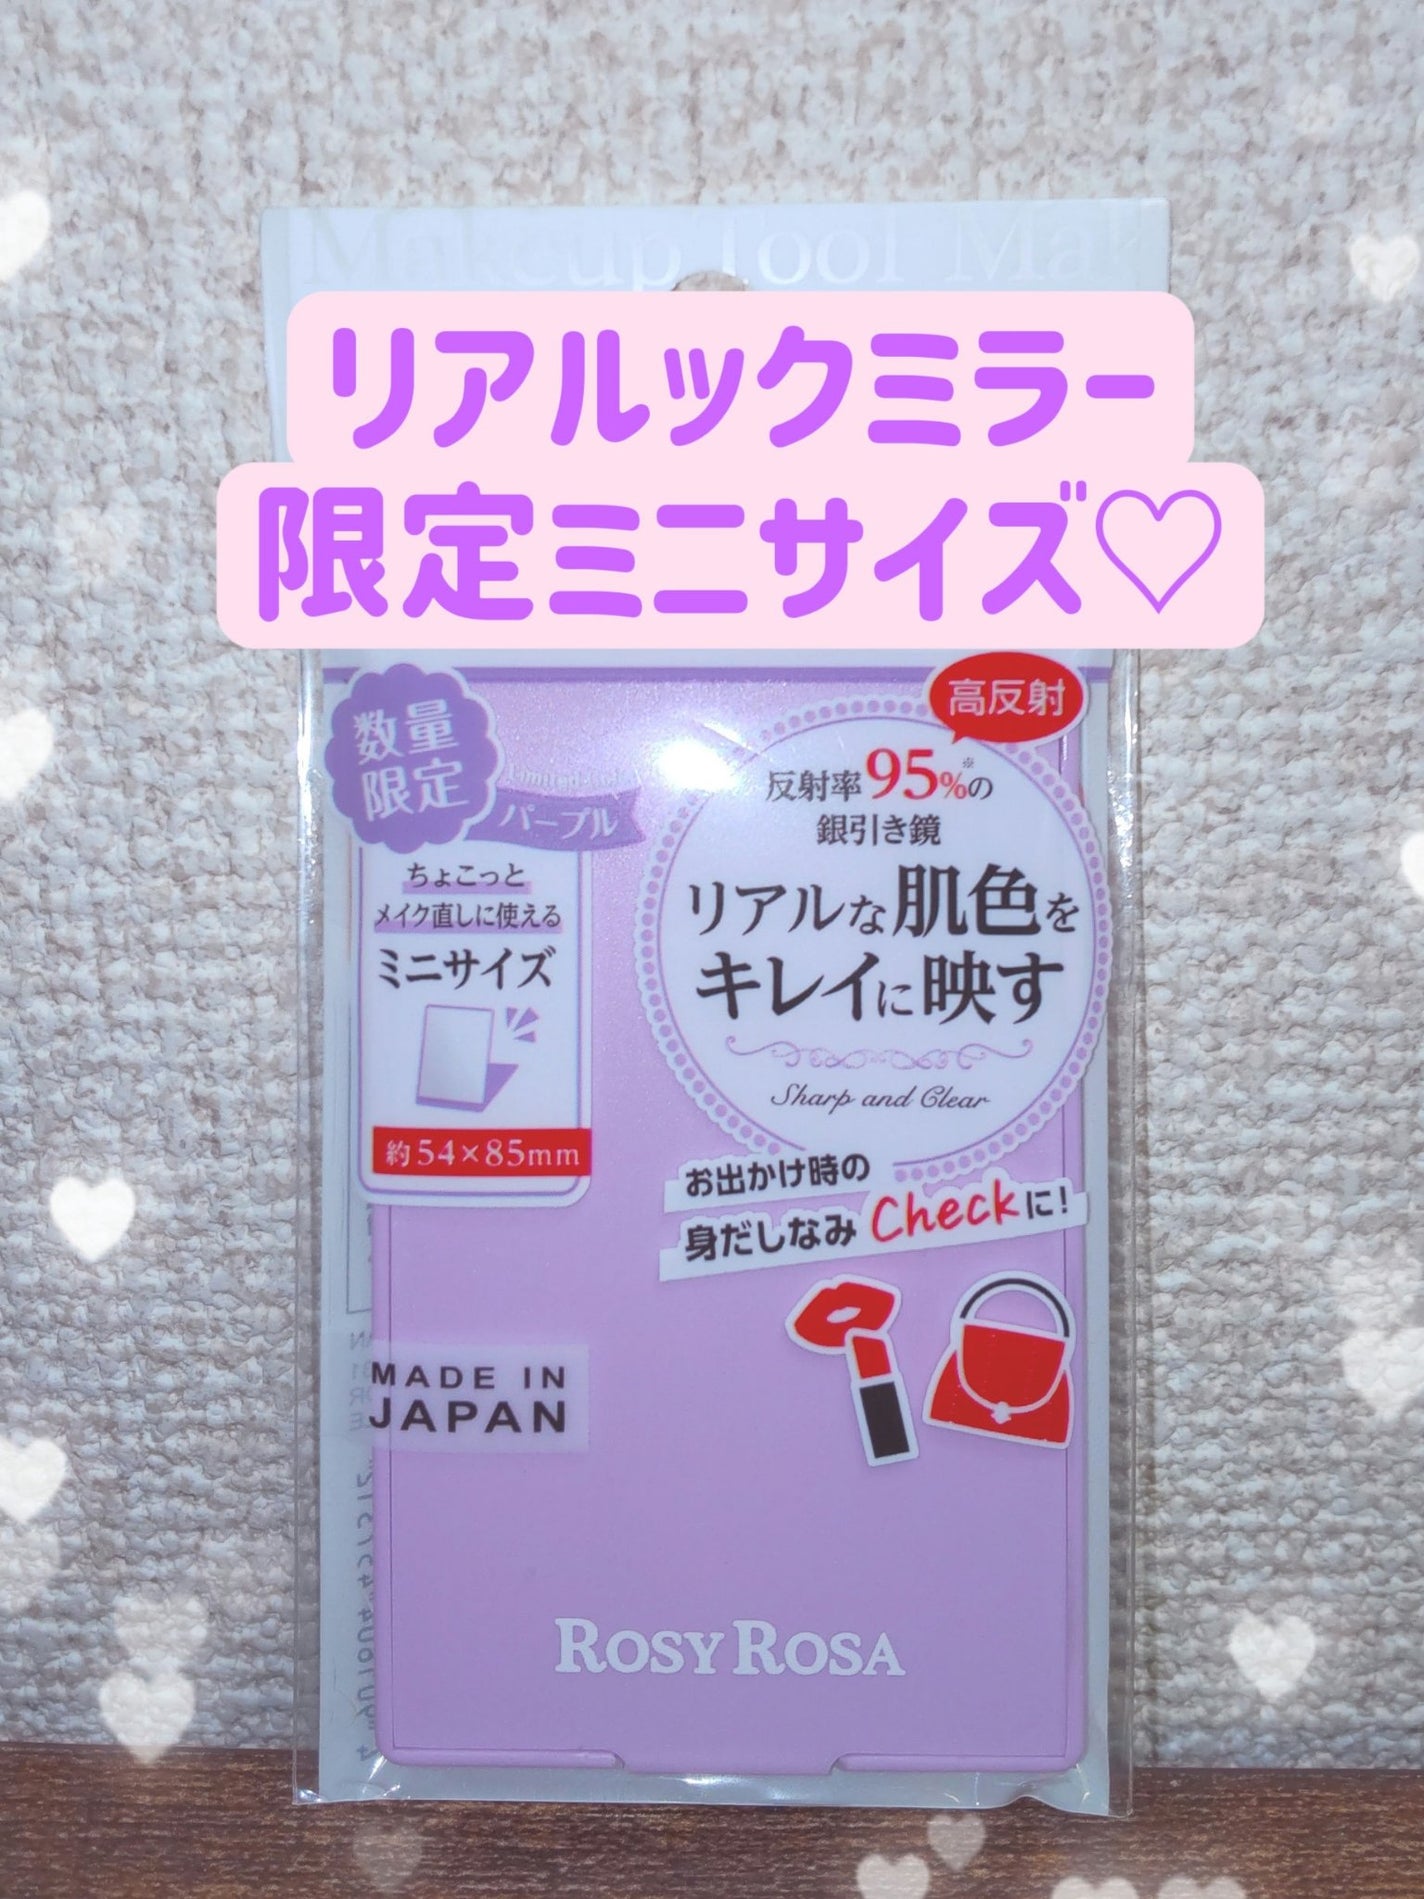 Makeup Tool Mak
リアルックミラー
限定ミニサイズ♡
数量
限定
パープル
ちょこっと
メイク直しに使える
ミニサイズ
約54×85mm
高反射
反射率95%※の
銀引き鏡
リアルな肌色を
キレイに映す
Sharp and Clear
お出かけ時の
身だしなみCheckに!
MADE IN
JAPAN
ROSY ROSA